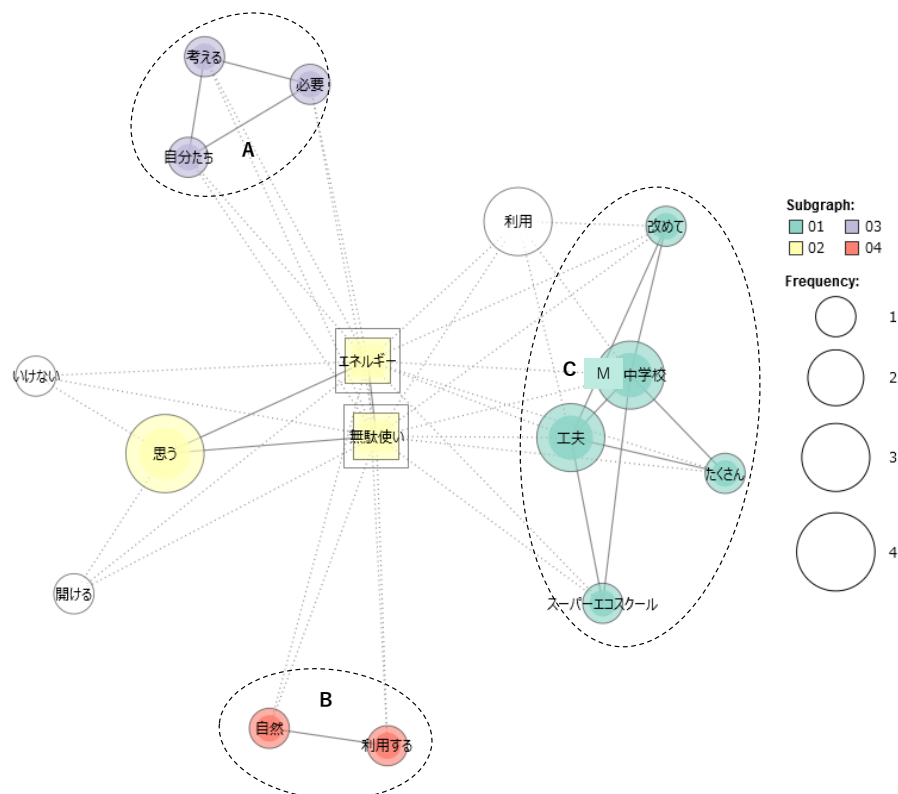 考える
必要
自分たち
A
利用
改めて
Subgraph:
01 03
02 04
Frequency:
1
2
3
4
エネルギー
いけない
C
M 中学校
無駄使い
工夫
思う
たくさん
開ける
スーパーエコスクール
B
自然
利用する